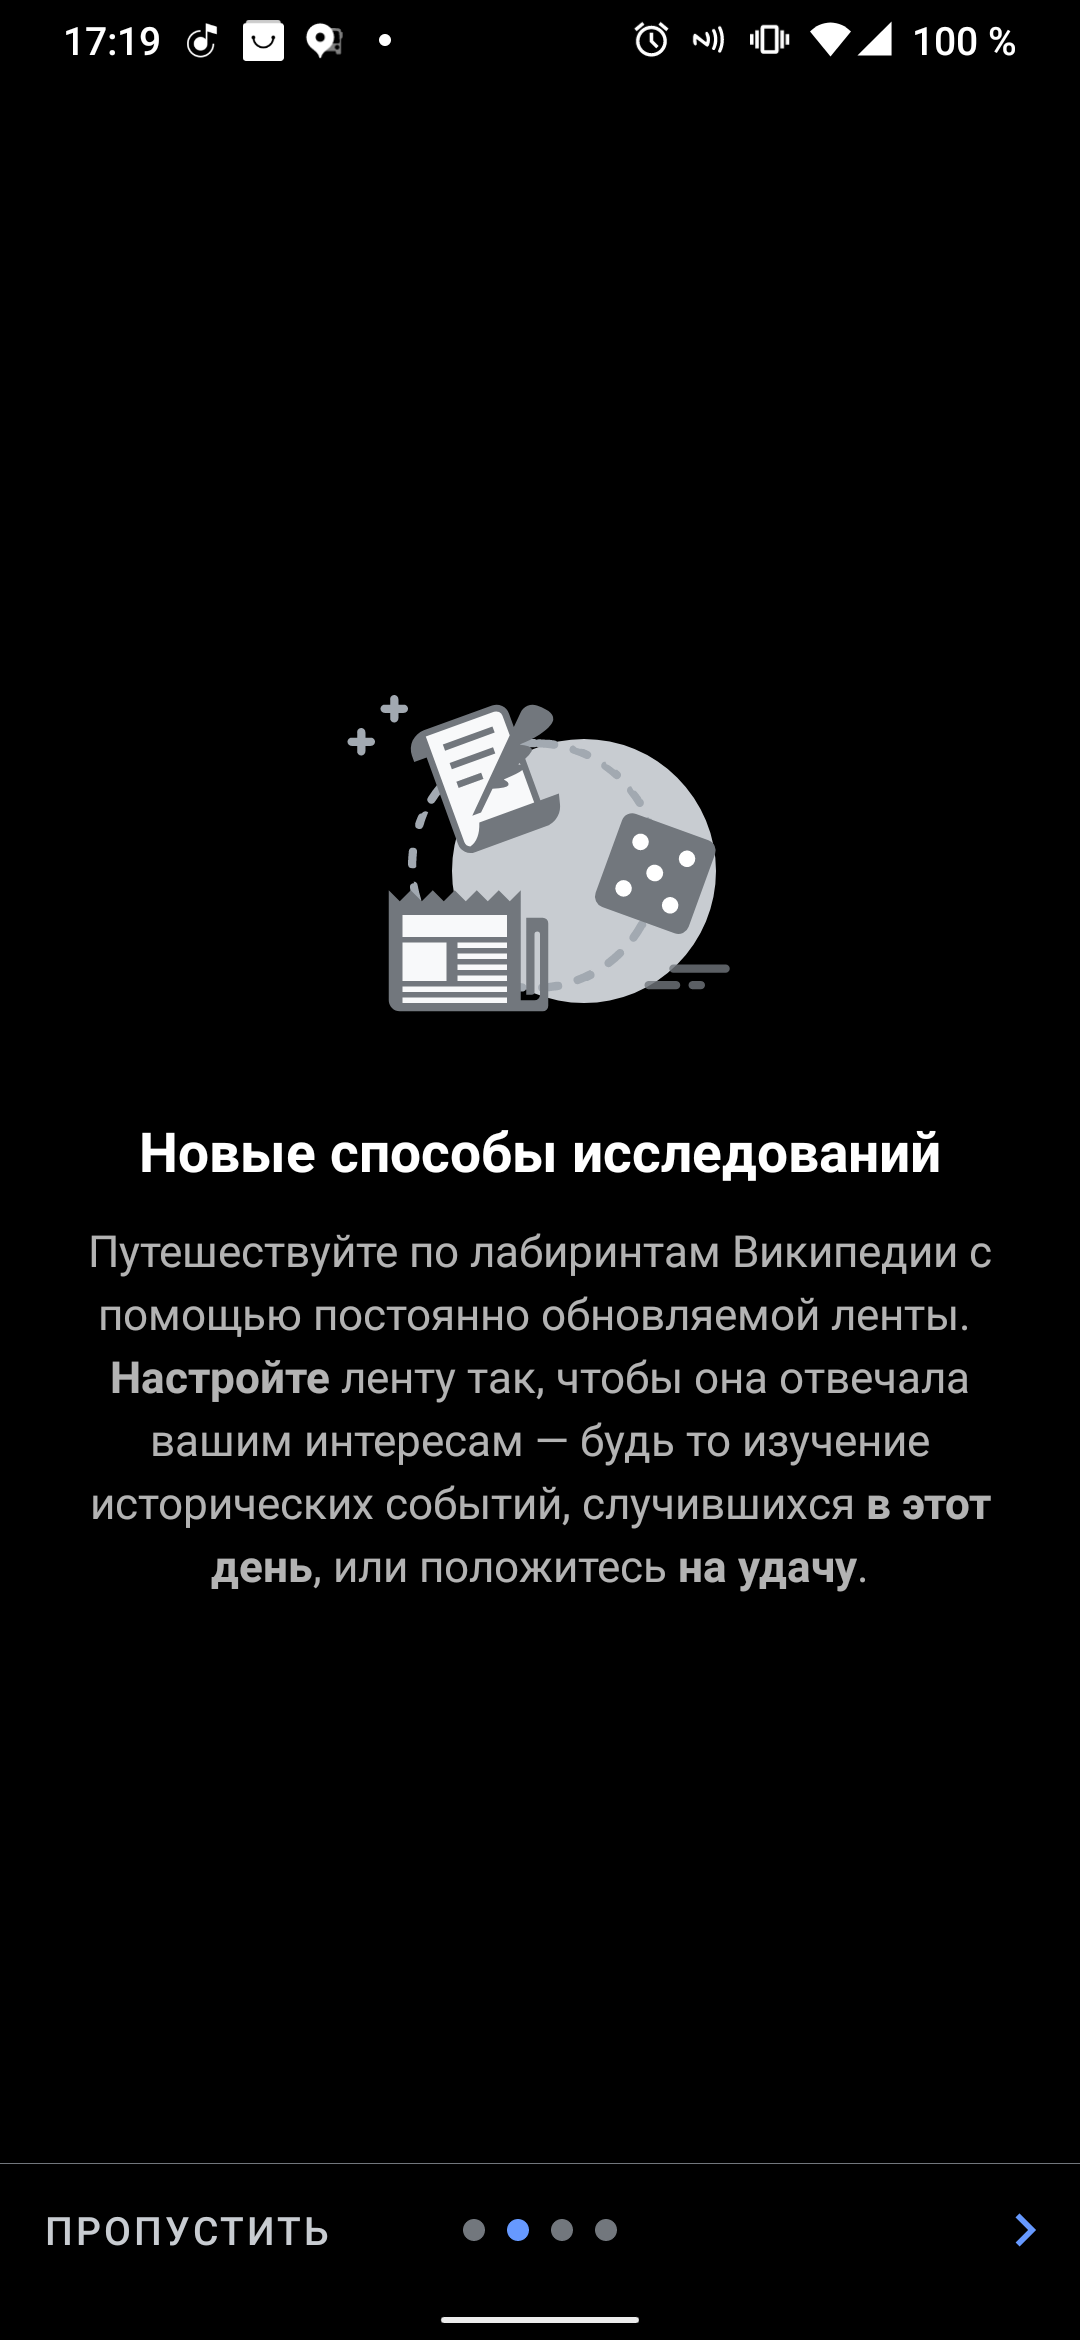 17:19
100 %
Новые способы исследований
Путешествуйте по лабиринтам Википедии с
помощью постоянно обновляемой ленты.
Настройте ленту так, чтобы она отвечала
вашим интересам — будь то изучение
исторических событий, случившихся в этот
день, или положитесь на удачу.
ПРОПУСТИТЬ